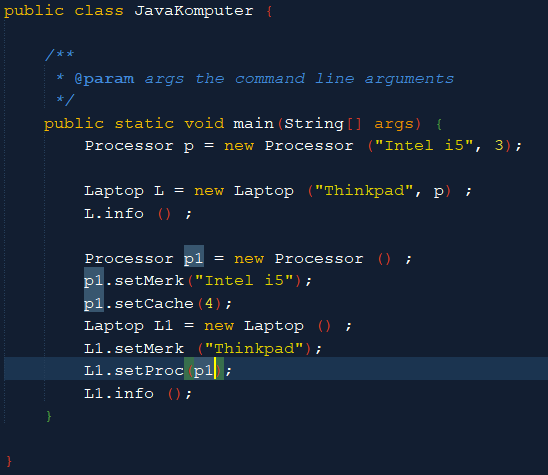 public class JavaKomputer {
/**
* @param args the command line arguments
*/
public static void main(String[] args) {
Processor p = new Processor ("Intel i5", 3);
Laptop L = new Laptop ("Thinkpad", p) ;
L.info () ;
Processor p1 = new Processor () ;
p1.setMerk("Intel i5");
p1.setCache(4);
Laptop L1 = new Laptop () ;
L1.setMerk ("Thinkpad");
L1.setProc(p1);
L1.info ();
}
}